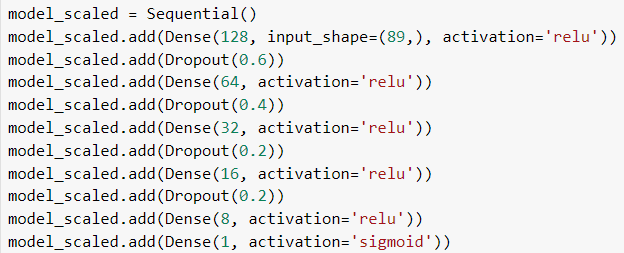 model_scaled = Sequential()
model_scaled.add(Dense(128, input_shape=(89,), activation='relu'))
model_scaled.add(Dropout(0.6))
model_scaled.add(Dense(64, activation='relu'))
model_scaled.add(Dropout(0.4))
model_scaled.add(Dense(32, activation='relu'))
model_scaled.add(Dropout(0.2))
model_scaled.add(Dense(16, activation='relu'))
model_scaled.add(Dropout(0.2))
model_scaled.add(Dense(8, activation='relu'))
model_scaled.add(Dense(1, activation='sigmoid'))